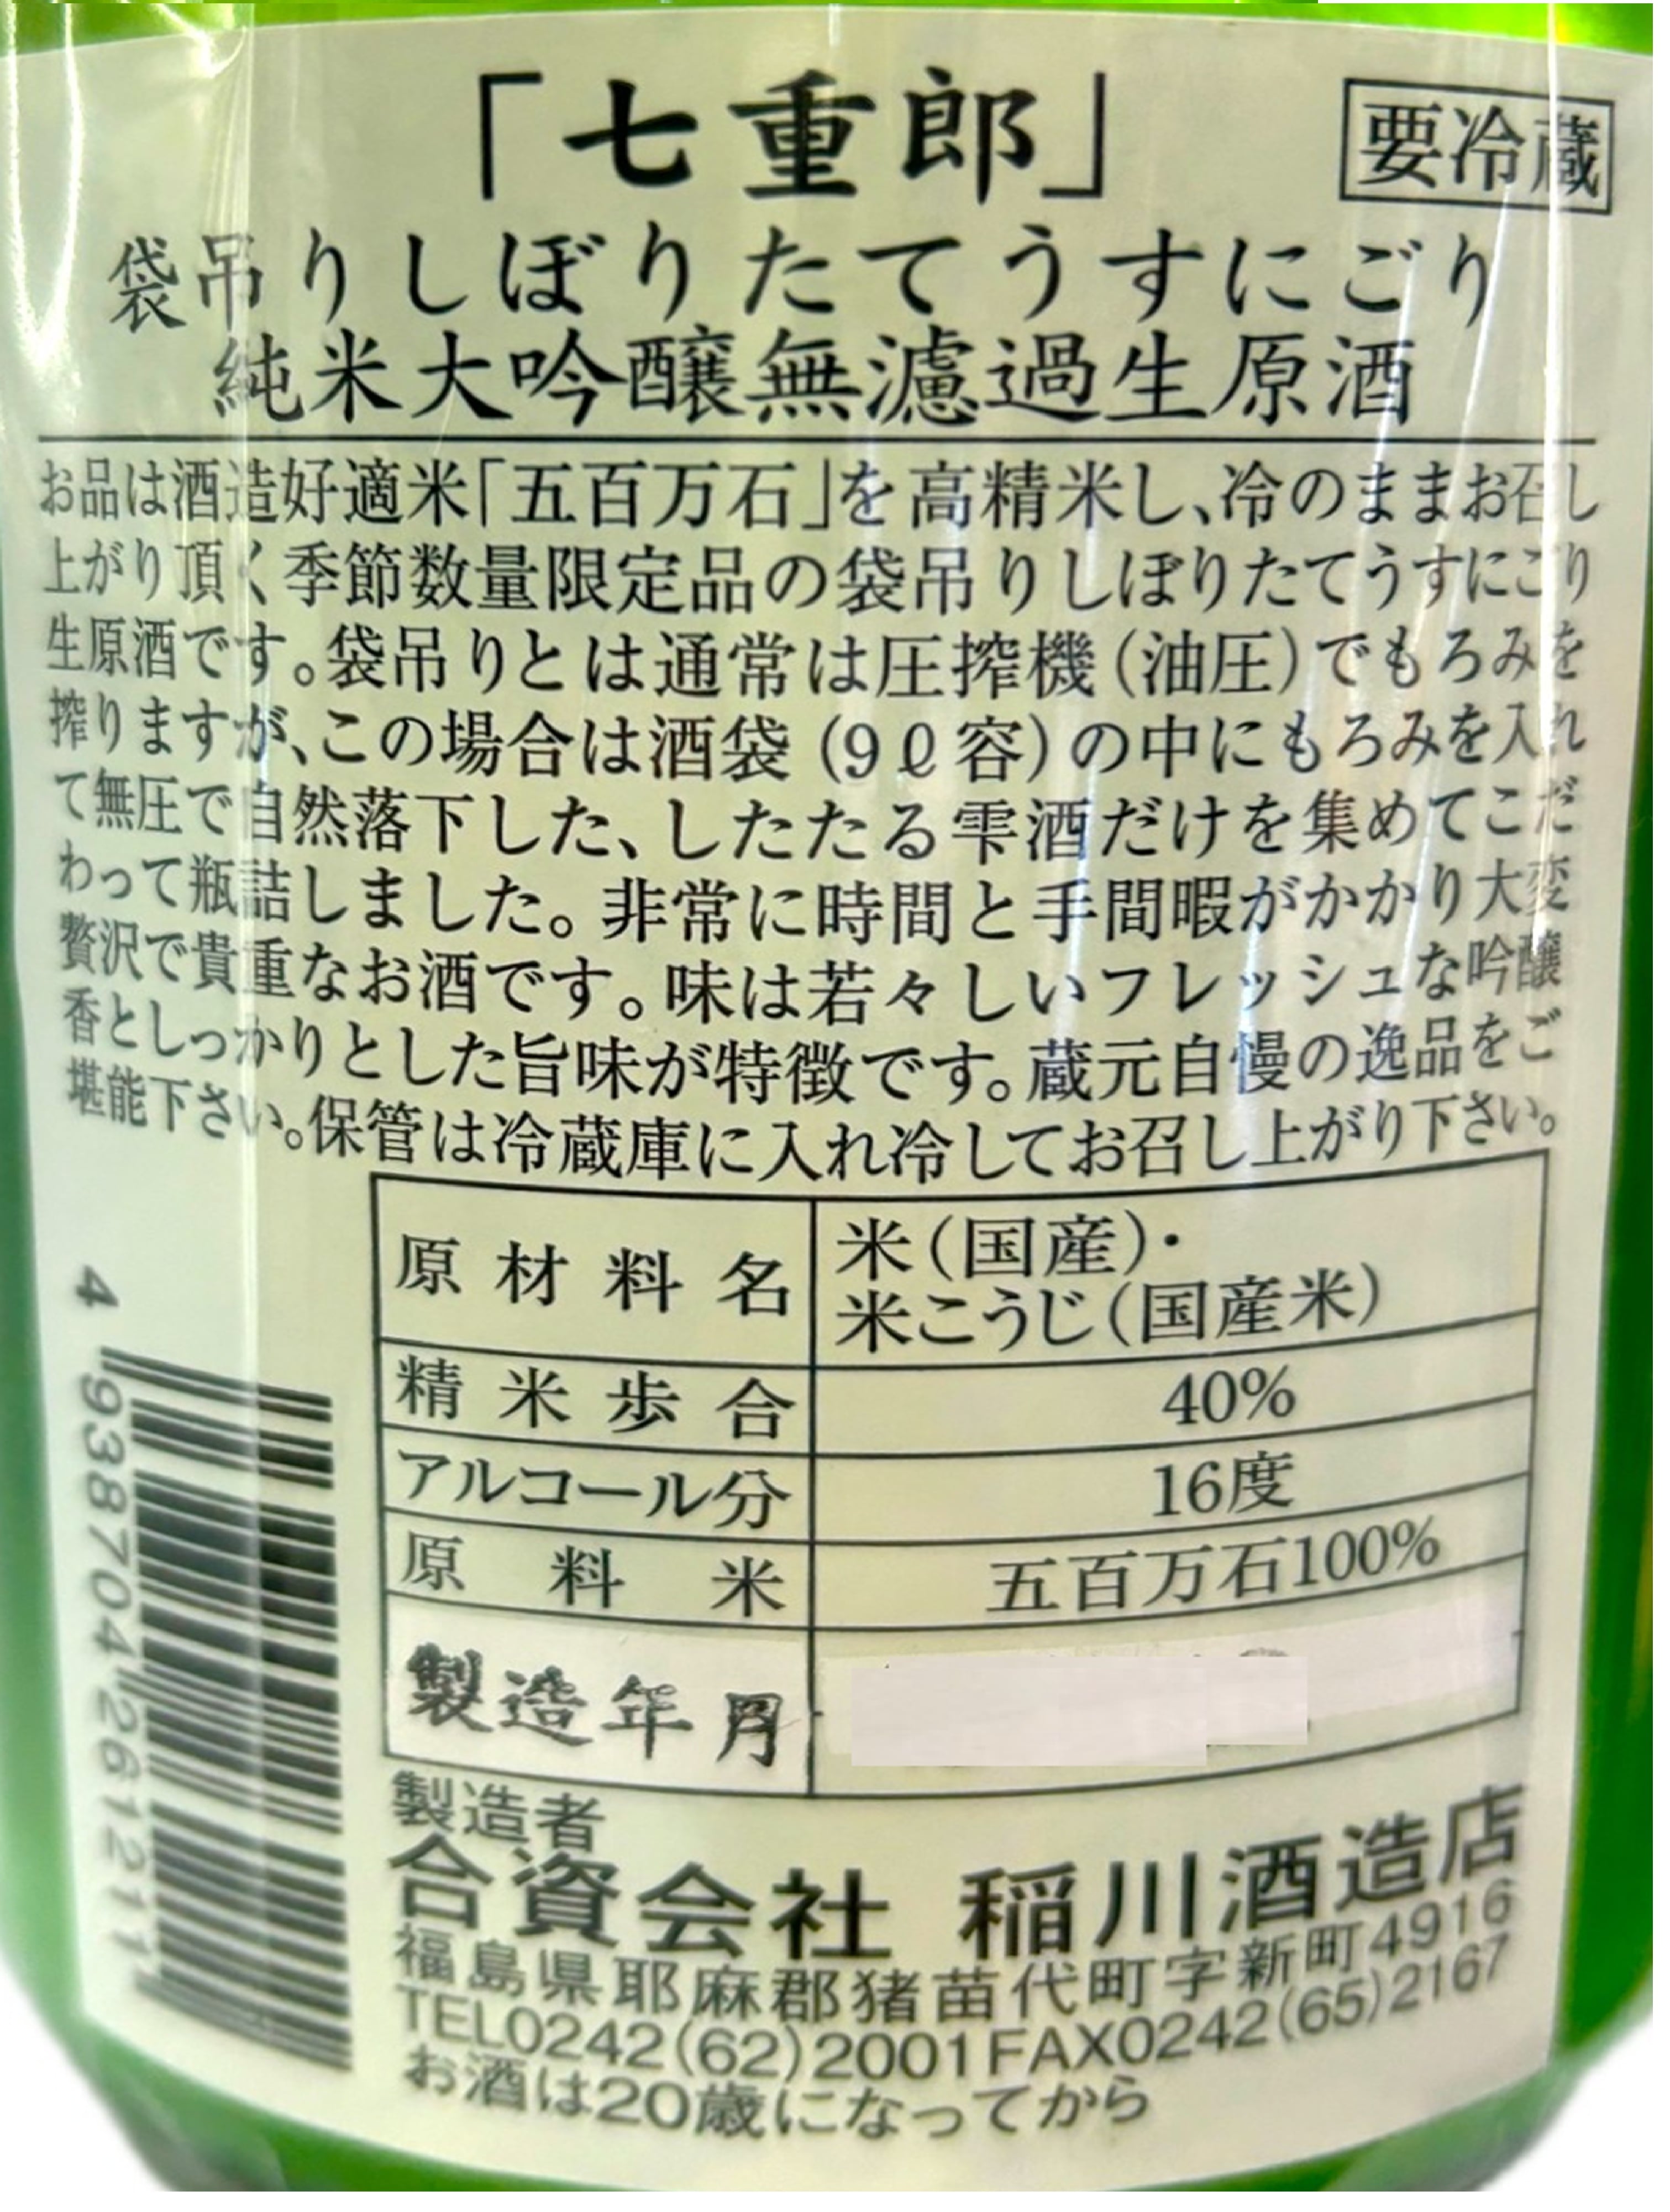 「七重郎」
要冷蔵
袋吊りしぼりたてうすにごり
純米大吟醸無濾過生原酒
お品は酒造好適米「五百万石」を高精米し、冷のままお召し
上がり頂く季節数量限定品の袋吊りしぼりたてうすにごり
生原酒です。袋吊りとは通常は圧搾機(油圧)でもろみを
搾りますが、この場合は酒袋(9ℓ容)の中にもろみを入れ
て無圧で自然落下した、したたる雫酒だけを集めてこだ
わって瓶詰しました。非常に時間と手間暇がかかり大変
贅沢で貴重なお酒です。味は若々しいフレッシュな吟醸
香としっかりとした旨味が特徴です。蔵元自慢の逸品をご
堪能下さい。保管は冷蔵庫に入れ冷してお召し上がり下さい。
原材料名 米(国産)・
米こうじ(国産米)
精米歩合 40%
アルコール分 16度
原料米 五百万石100%
製造年月
製造者
合資会社 稲川酒造店
福島県耶麻郡猪苗代町字新町4916
TEL0242(62)2001 FAX0242(65)2167
お酒は20歳になってから
4 938704 261211